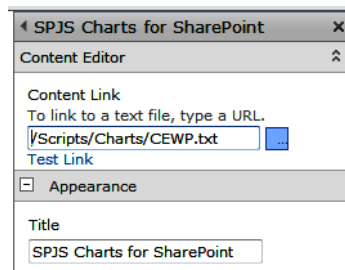 SPJS Charts for SharePoint
Content Editor
Content Link
To link to a text file, type a URL.
/Scripts/Charts/CEWP.txt
...
Test Link
Appearance
Title
SPJS Charts for SharePoint